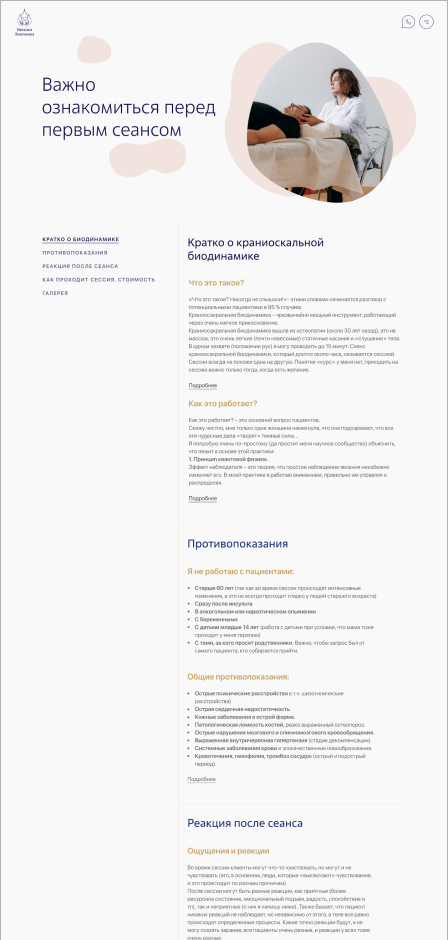 Наталья
Важно
ознакомиться перед
первым сеансом
КРАТКО О БИОДИНАМИКЕ
ПРОТИВОПОКАЗАНИЯ
РЕАКЦИЯ ПОСЛЕ СЕАНСА
КАК ПРОХОДИТ СЕССИЯ. СТОИМОСТЬ
ГАЛЕРЕЯ
Кратко о краниоскальной
биодинамике
Что это такое?
«Что это такое? Никогда не слышали!» – этими словами начинается разговор с
потенциальными пациентами в 95 % случаев.
Краниосакральная биодинамика – чрезвычайно мощный инструмент, работающий
через очень мягкое прикосновение.
Краниосакральная биодинамика вышла из остеопатии (около 30 лет назад), это не
массаж, это очень легкие (почти невесомые) статичные касания и «слушание» тела.
В одном захвате (положении рук) я могу проводить до 10 минут. Сеанс
краниосакральной биодинамики, который длится около часа, называется сессией.
Сессии всегда не похожи одна на другую. Понятия «курс» у меня нет, приходить на
сессию важно только тогда, когда есть желание.
Подробнее
Как это работает?
Как это работает? – это основной вопрос пациентов.
Скажу честно, мне только одна женщина намекнула, что она подозревает, что все
эти чудесные дела «творят» темные силы...
Я попробую очень по-простому (да простит меня научное сообщество) объяснить,
что лежит в основе этой практики.
1. Принцип квантовой физики.
Эффект наблюдателя – это теория, что простое наблюдение явления неизбежно
изменяет его. В моей практике я работаю вниманием, правильно им управляя и
распределяя.
Подробнее
Противопоказания
Я не работаю с пациентами:
• Старше 60 лет (так как во время сессии происходят интенсивные
изменения, а это не всегда проходит гладко у людей старшего возраста)
• Сразу после инсульта
• В алкогольном или наркотическом опьянении
• С беременными
• С детьми младше 14 лет (работа с детьми при условии, что мама тоже
проходит у меня терапию)
• С теми, за кого просят родственники. Важно, чтобы запрос был от
самого пациента, кто собирается прийти
Общие противопоказания:
• Острые психические расстройства в т.ч. шизотипические
расстройства)
• Острая сердечная недостаточность.
• Кожные заболевания в острой форме.
• Патологическая ломкость костей, резко выраженный остеопороз.
• Острые нарушения мозгового и спинномозгового кровообращения.
• Выраженная внутричерепная гипертензия (стадия декомпенсации).
• Системные заболевания крови и злокачественные новообразования.
• Кровотечения, гемофилия, тромбоз сосудов (острый и подострый
период).
Подробнее
Реакция после сеанса
Ощущения и реакции
Во время сессии клиенты могут что-то чувствовать, но могут и не
чувствовать (это, в основном, люди, которые «выключают» чувствование,
и это происходит по разным причинам)
После сессии могут быть разные реакции, как приятные (более
ресурсное состояние, эмоциональный подъем, радость, спокойствие и
тп), так и неприятные (о них я напишу ниже). Также бывает, что пациент
никаких реакций не наблюдает, но независимо от этого, в теле все равно
происходят определенные процессы. Какие точно реакции будут, я не
могу сказать заранее, все пациенты очень разные, и реакции у всех тоже
очень разные.